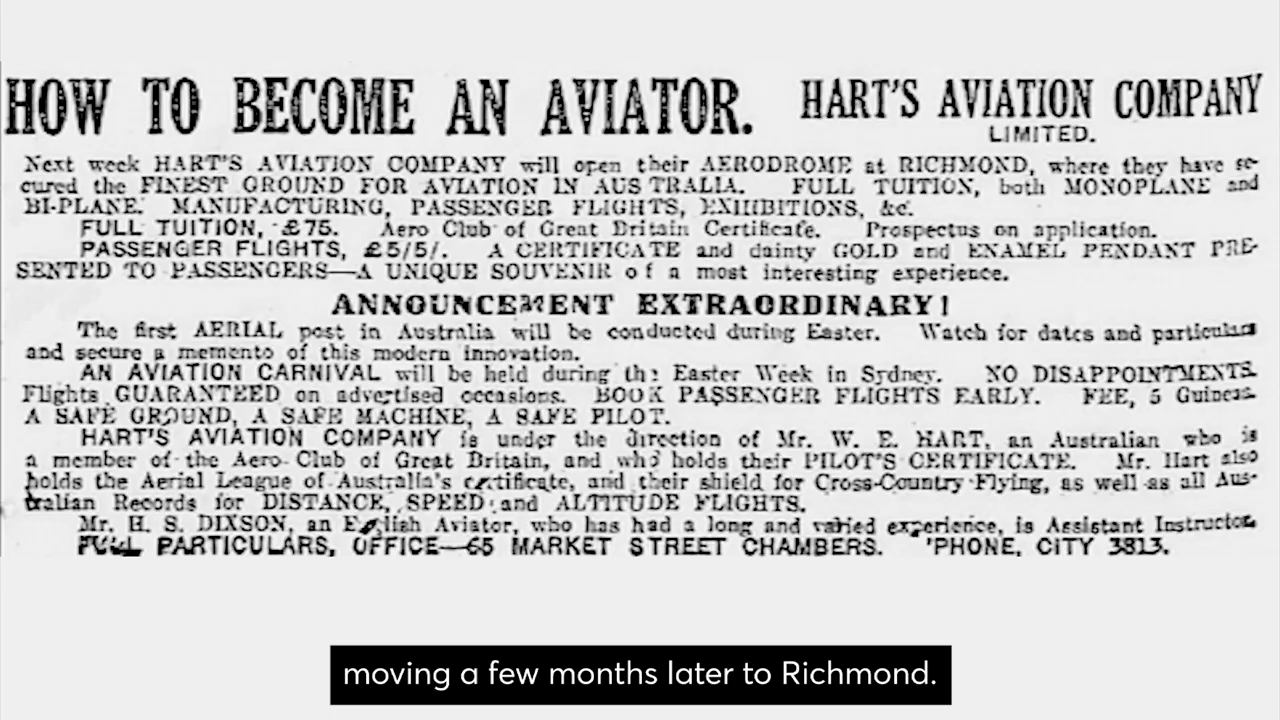 HOW TO BECOME AN AVIATOR. HART'S AVIATION COMPANY
LIMITED.
Next week HART'S AVIATION COMPANY will open their AERODROME at RICHMOND, where they have se-
cured the FINEST GROUND FOR AVIATION IN AUS TRALIA. FULL TUITION, both MONOPLANE and
BI-PLANE. MANUFACTURING, PASSENGER FLIGHTS, EXHIBITIONS, &c.
FULL TUITION, £75. Aero Club of Great Britain Certificate. Prospectus on application.
PASSENGER FLIGHTS, £5/5/. A CERTIFICATE and dainty GOLD and ENAMEL PENDANT PRE-
SENTED TO PASSENGERS—A UNIQUE SOUVENIR of a most interesting experience.
ANNOUNCEMENT EXTRAORDINARY!
The first AERIAL post in Australia will be conducted during Easter. Watch for dates and particulars
and secure a memento of this modern innovation.
AN AVIATION CARNIVAL will be held during the Easter Week in Sydney. NO DISAPPOINTMENTS.
Flights GUARANTEED on advertised occasions. BOOK PASSENGER FLIGHTS EARLY. FEE, 5 Guineas.
A SAFE GROUND, A SAFE MACHINE, A SAFE PILOT.
HART'S AVIATION COMPANY is under the direction of Mr. W. E. HART, an Australian who is
a member of the Aero Club of Great Britain, and who holds their PILOT'S CERTIFICATE. Mr. Hart also
holds the Aerial League of Australia's certificate, and their shield for Cross-Country Flying, as well as all Aus-
tralian Records for DISTANCE, SPEED and ALTITUDE FLIGHTS.
Mr. H. S. DIXSON, an English Aviator, who has had a long and varied experience, is Assistant Instructor.
FULL PARTICULARS, OFFICE—65 MARKET STREET CHAMBERS. 'PHONE, CITY 3813.
moving a few months later to Richmond.